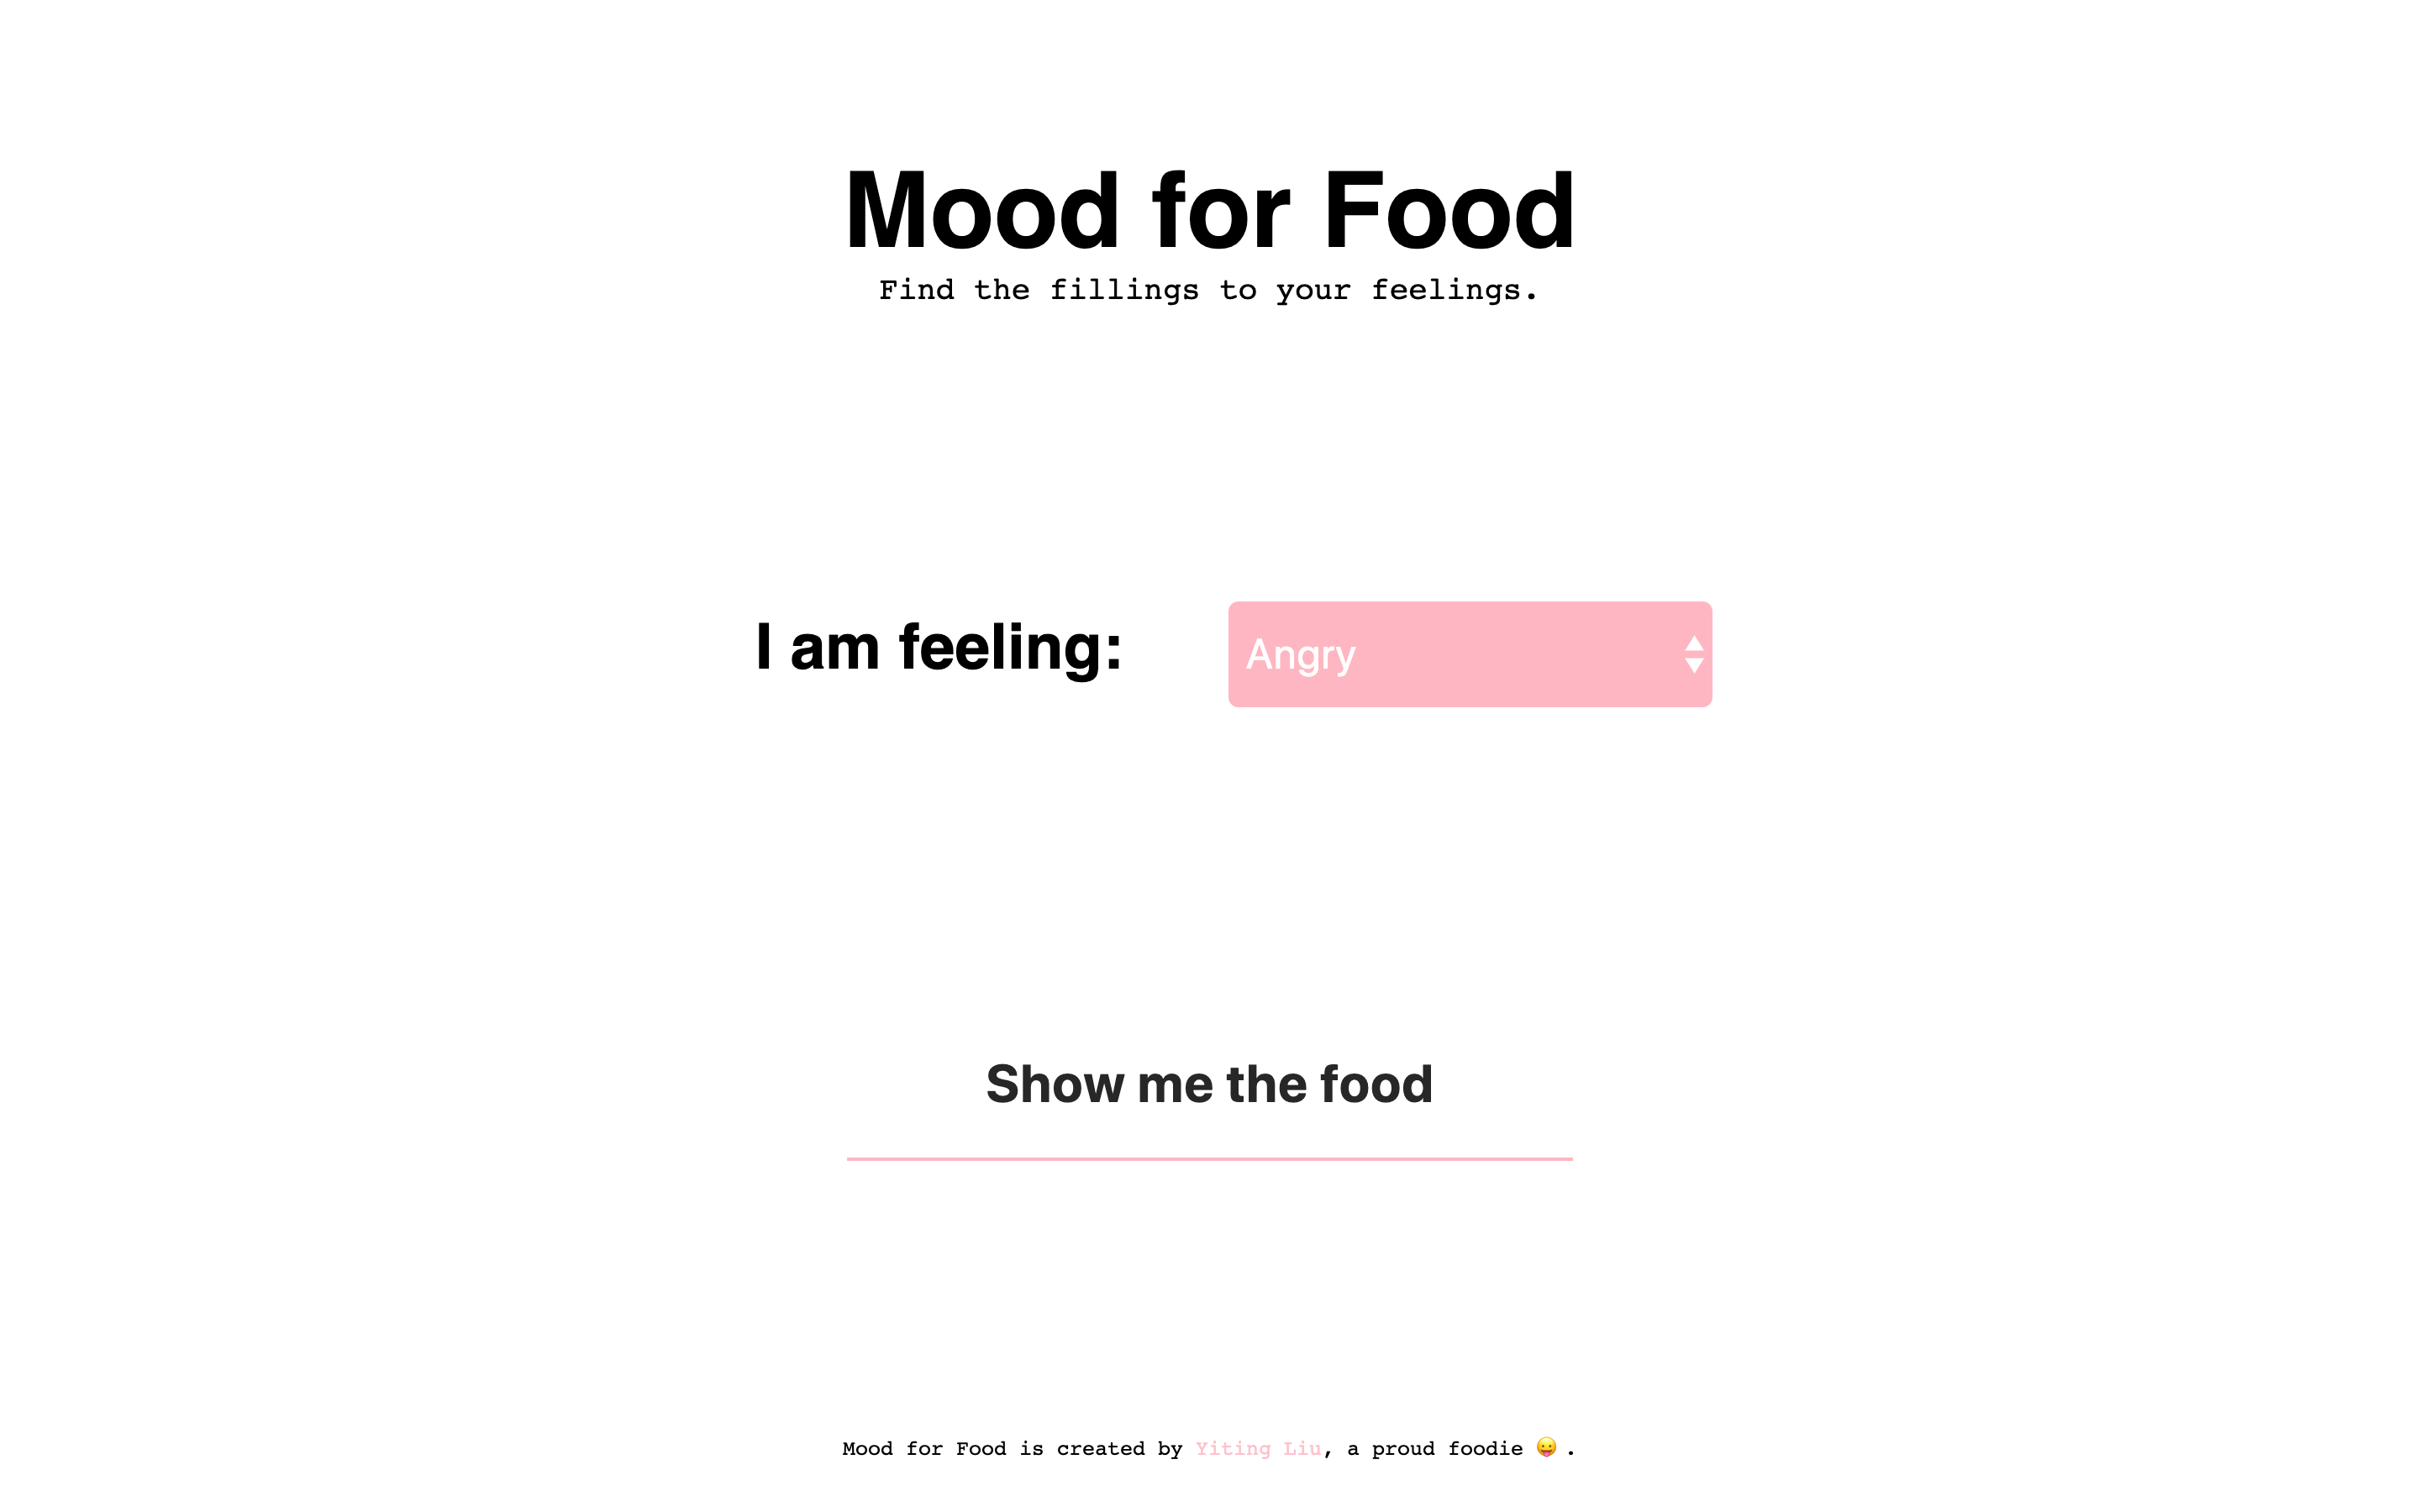 Mood for Food
Find the fillings to your feelings.
I am feeling: Angry
Show me the food
Mood for Food is created by Yiting Liu, a proud foodie 😛 .